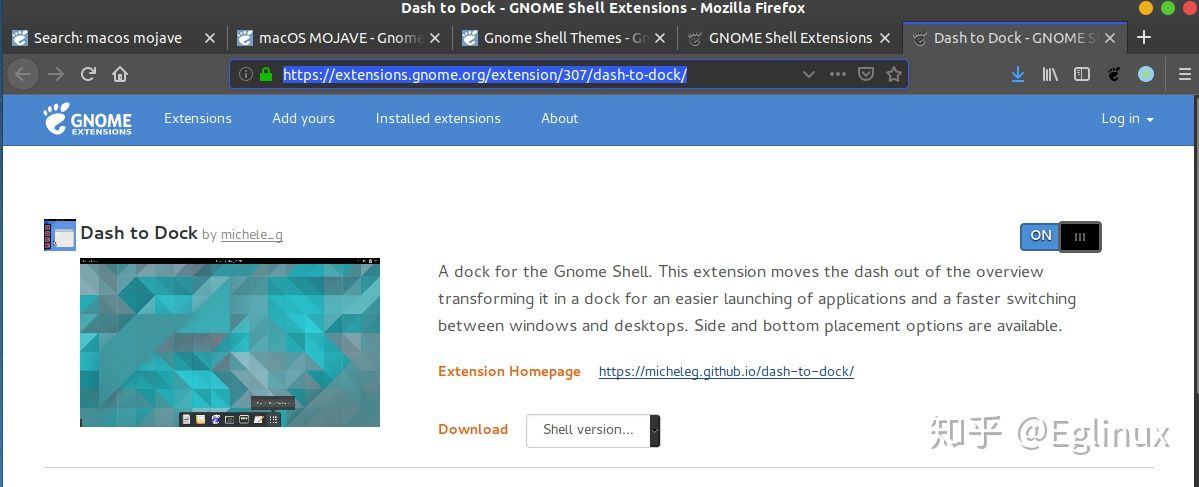 Dash to Dock - GNOME Shell Extensions - Mozilla Firefox
Search: macos mojave
macOS MOJAVE - Gnome
Gnome Shell Themes - Gn
GNOME Shell Extensions
Dash to Dock - GNOME S
https://extensions.gnome.org/extension/307/dash-to-dock/
GNOME
EXTENSIONS
Extensions
Add yours
Installed extensions
About
Log in
Dash to Dock by michele_g
ON
A dock for the Gnome Shell. This extension moves the dash out of the overview
transforming it in a dock for an easier launching of applications and a faster switching
between windows and desktops. Side and bottom placement options are available.
Extension Homepage https://micheleg.github.io/dash-to-dock/
Download Shell version...
知乎 @Eglinux